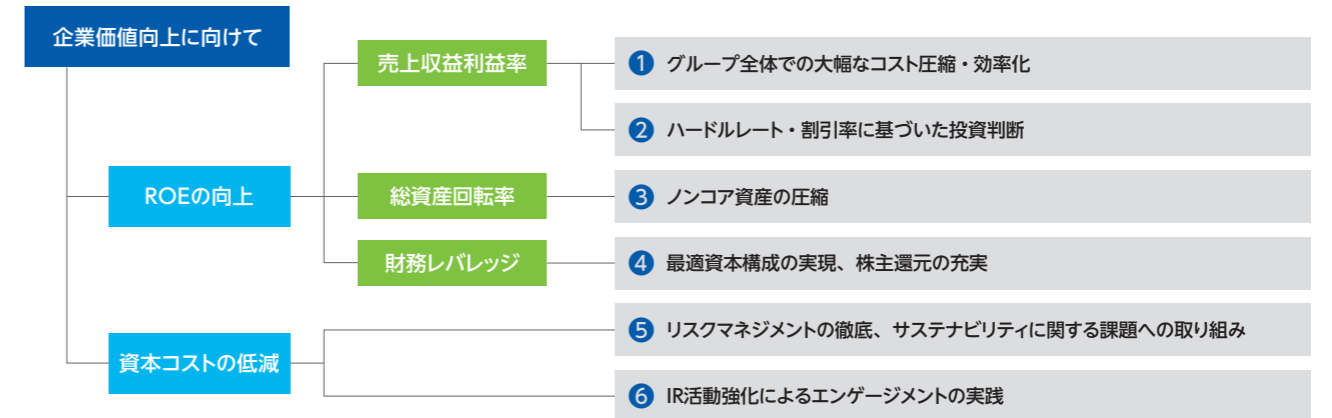 企業価値向上に向けて
売上収益利益率
❶ グループ全体での大幅なコスト圧縮・効率化
❷ ハードルレート・割引率に基づいた投資判断
ROEの向上
総資産回転率
❸ ノンコア資産の圧縮
財務レバレッジ
❹ 最適資本構成の実現、株主還元の充実
資本コストの低減
❺ リスクマネジメントの徹底、サステナビリティに関する課題への取り組み
❻ IR活動強化によるエンゲージメントの実践